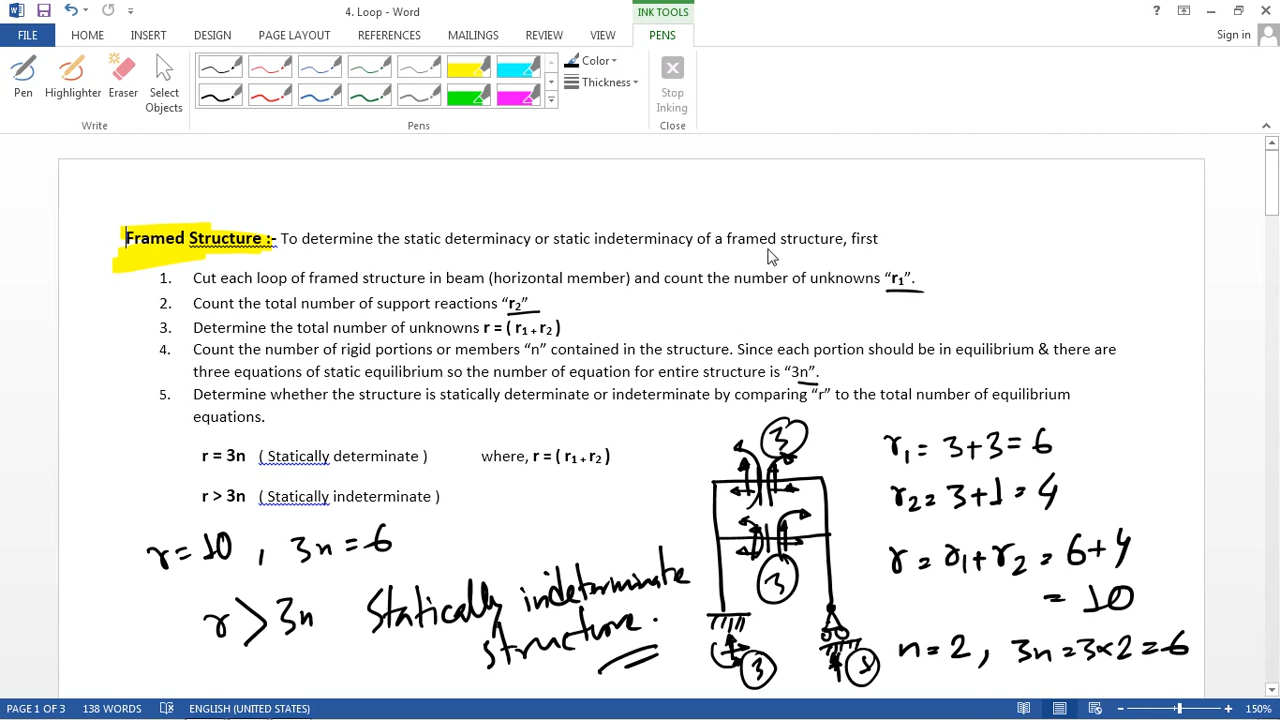 4. Loop - Word
INK TOOLS
Sign in
FILE HOME INSERT DESIGN PAGE LAYOUT REFERENCES MAILINGS REVIEW VIEW PENS
Pen Highlighter Eraser Select Objects
Color
Thickness
Stop Inking
Write Pens Close
Framed Structure :- To determine the static determinacy or static indeterminacy of a framed structure, first
1. Cut each loop of framed structure in beam (horizontal member) and count the number of unknowns “r1”.
2. Count the total number of support reactions “r2”
3. Determine the total number of unknowns r = ( r1 + r2 )
4. Count the number of rigid portions or members “n” contained in the structure. Since each portion should be in equilibrium & there are
three equations of static equilibrium so the number of equation for entire structure is “3n”.
5. Determine whether the structure is statically determinate or indeterminate by comparing “r” to the total number of equilibrium
equations.
r = 3n ( Statically determinate ) where, r = ( r1 + r2 )
r > 3n ( Statically indeterminate )
r = 10 , 3n = 6
r > 3n Statically indeterminate
structure.
3
3
3
1
r1 = 3+3 = 6
r2 = 3+1 = 4
r = r1+r2 = 6+4
= 10
n = 2, 3n = 3×2 = 6
PAGE 1 OF 3 138 WORDS ENGLISH (UNITED STATES) 150%